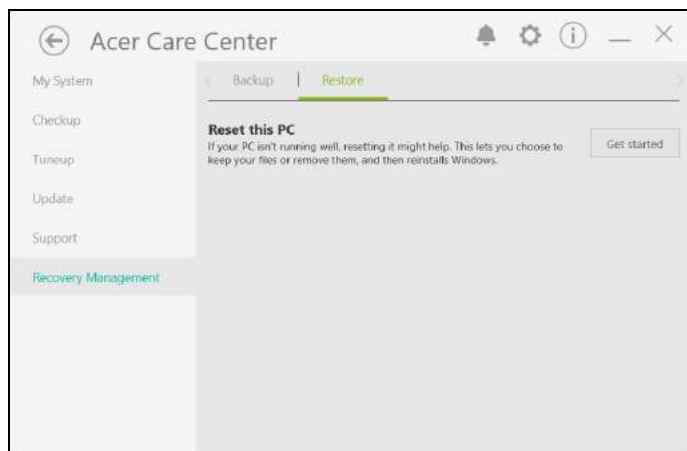 Acer Care Center
My System
Backup | Restore
Checkup
Reset this PC
If your PC isn't running well, resetting it might help. This lets you choose to
keep your files or remove them, and then reinstalls Windows.
Get started
Tuneup
Update
Support
Recovery Management